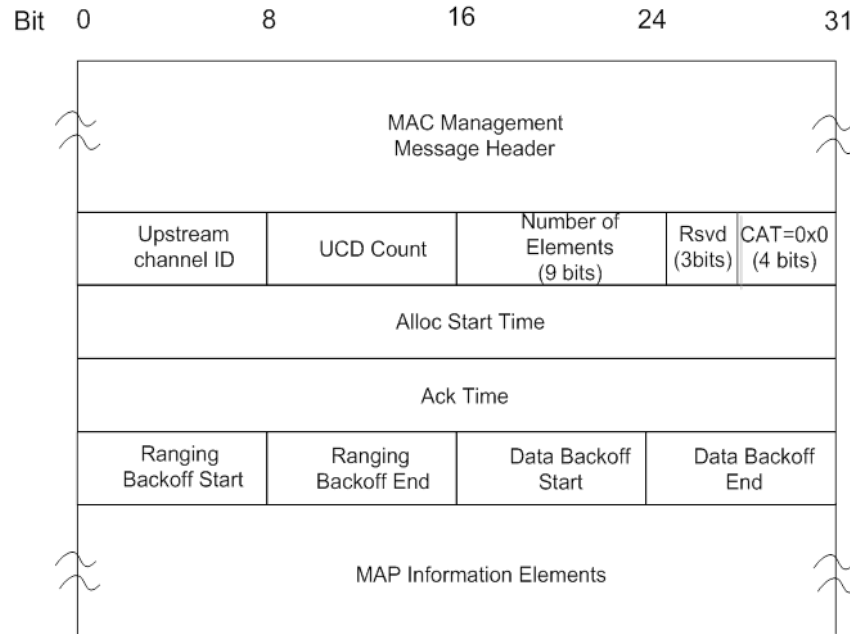 Bit 0 8 16 24 31
MAC Management
Message Header
Upstream
channel ID
UCD Count
Number of
Elements
(9 bits)
Rsvd
(3bits)
CAT=0x0
(4 bits)
Alloc Start Time
Ack Time
Ranging
Backoff Start
Ranging
Backoff End
Data Backoff
Start
Data Backoff
End
MAP Information Elements